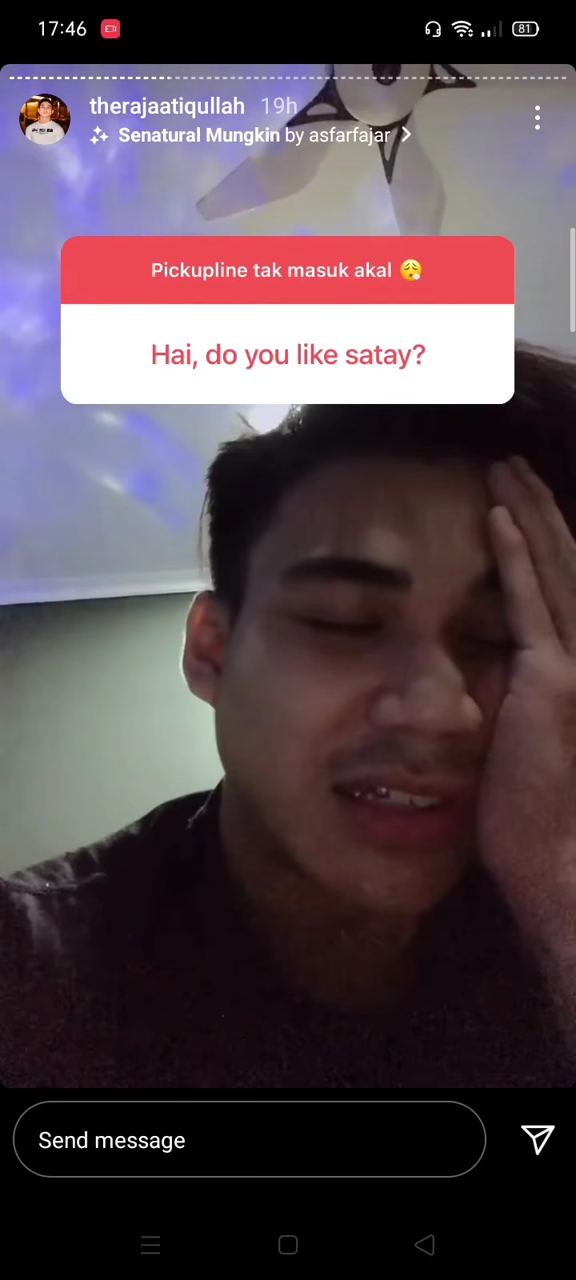 17:46
81
therajaatiqullah 19h
Senatural Mungkin by asfarfajar
Pickupline tak masuk akal 😮‍💨
Hai, do you like satay?
Send message